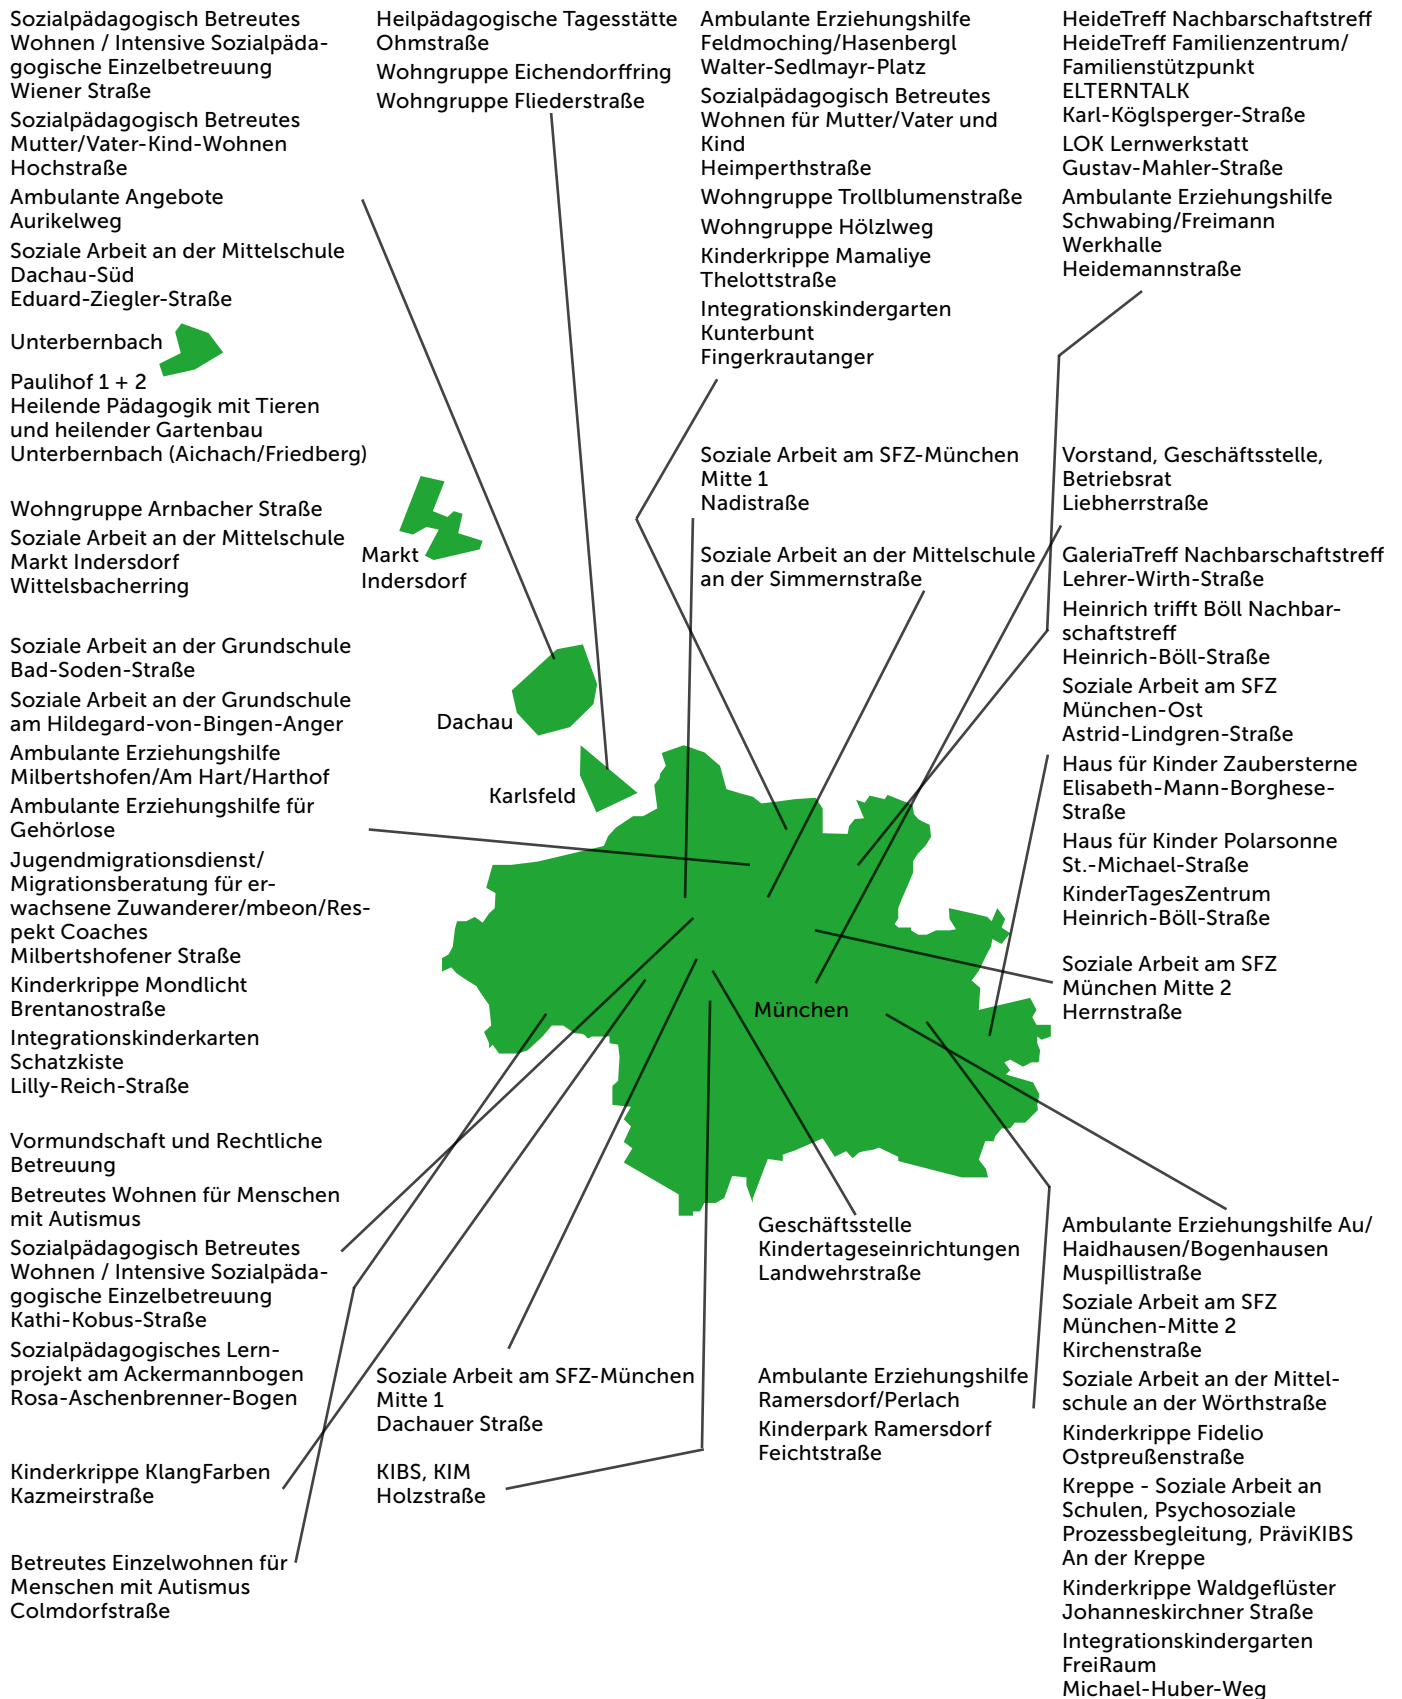 Sozialpädagogisch Betreutes
Wohnen / Intensive Sozialpäda-
gogische Einzelbetreuung
Wiener Straße
Sozialpädagogisch Betreutes
Mutter/Vater-Kind-Wohnen
Hochstraße
Ambulante Angebote
Aurikelweg
Soziale Arbeit an der Mittelschule
Dachau-Süd
Eduard-Ziegler-Straße
Unterbernbach
Paulihof 1 + 2
Heilende Pädagogik mit Tieren
und heilender Gartenbau
Unterbernbach (Aichach/Friedberg)
Wohngruppe Arnbacher Straße
Soziale Arbeit an der Mittelschule
Markt Indersdorf
Wittelsbacherring
Soziale Arbeit an der Grundschule
Bad-Soden-Straße
Soziale Arbeit an der Grundschule
am Hildegard-von-Bingen-Anger
Ambulante Erziehungshilfe
Milbertshofen/Am Hart/Harthof
Ambulante Erziehungshilfe für
Gehörlose
Jugendmigrationsdienst/
Migrationsberatung für er-
wachsene Zuwanderer/mbeon/Res-
pekt Coaches
Milbertshofener Straße
Kinderkrippe Mondlicht
Brentanostraße
Integrationskinderkarten
Schatzkiste
Lilly-Reich-Straße
Vormundschaft und Rechtliche
Betreuung
Betreutes Wohnen für Menschen
mit Autismus
Sozialpädagogisch Betreutes
Wohnen / Intensive Sozialpäda-
gogische Einzelbetreuung
Kathi-Kobus-Straße
Sozialpädagogisches Lern-
projekt am Ackermannbogen
Rosa-Aschenbrenner-Bogen
Kinderkrippe KlangFarben
Kazmeirstraße
Betreutes Einzelwohnen für
Menschen mit Autismus
Colmdorfstraße
Heilpädagogische Tagesstätte
Ohmstraße
Wohngruppe Eichendorffring
Wohngruppe Fliederstraße
Markt
Indersdorf
Dachau
Karlsfeld
München
Soziale Arbeit am SFZ-München
Mitte 1
Dachauer Straße
KIBS, KIM
Holzstraße
Ambulante Erziehungshilfe
Feldmoching/Hasenbergl
Walter-Sedlmayr-Platz
Sozialpädagogisch Betreutes
Wohnen für Mutter/Vater und
Kind
Heimperthstraße
Wohngruppe Trollblumenstraße
Wohngruppe Hölzlweg
Kinderkrippe Mamaliye
Thelottstraße
Integrationskindergarten
Kunterbunt
Fingerkrautanger
Soziale Arbeit am SFZ-München
Mitte 1
Nadistraße
Soziale Arbeit an der Mittelschule
an der Simmernstraße
Geschäftsstelle
Kindertageseinrichtungen
Landwehrstraße
Ambulante Erziehungshilfe
Ramersdorf/Perlach
Kinderpark Ramersdorf
Feichtstraße
HeideTreff Nachbarschaftstreff
HeideTreff Familienzentrum/
Familienstützpunkt
ELTERNTALK
Karl-Köglsperger-Straße
LOK Lernwerkstatt
Gustav-Mahler-Straße
Ambulante Erziehungshilfe
Schwabing/Freimann
Werkhalle
Heidemannstraße
Vorstand, Geschäftsstelle,
Betriebsrat
Liebherrstraße
GaleriaTreff Nachbarschaftstreff
Lehrer-Wirth-Straße
Heinrich trifft Böll Nachbar-
schaftstreff
Heinrich-Böll-Straße
Soziale Arbeit am SFZ
München-Ost
Astrid-Lindgren-Straße
Haus für Kinder Zaubersterne
Elisabeth-Mann-Borghese-
Straße
Haus für Kinder Polarsonne
St.-Michael-Straße
KinderTagesZentrum
Heinrich-Böll-Straße
Soziale Arbeit am SFZ
München Mitte 2
Herrnstraße
Ambulante Erziehungshilfe Au/
Haidhausen/Bogenhausen
Muspillistraße
Soziale Arbeit am SFZ
München-Mitte 2
Kirchenstraße
Soziale Arbeit an der Mittel-
schule an der Wörthstraße
Kinderkrippe Fidelio
Ostpreußenstraße
Kreppe - Soziale Arbeit an
Schulen, Psychosoziale
Prozessbegleitung, PräviKIBS
An der Kreppe
Kinderkrippe Waldgeflüster
Johanneskirchner Straße
Integrationskindergarten
FreiRaum
Michael-Huber-Weg